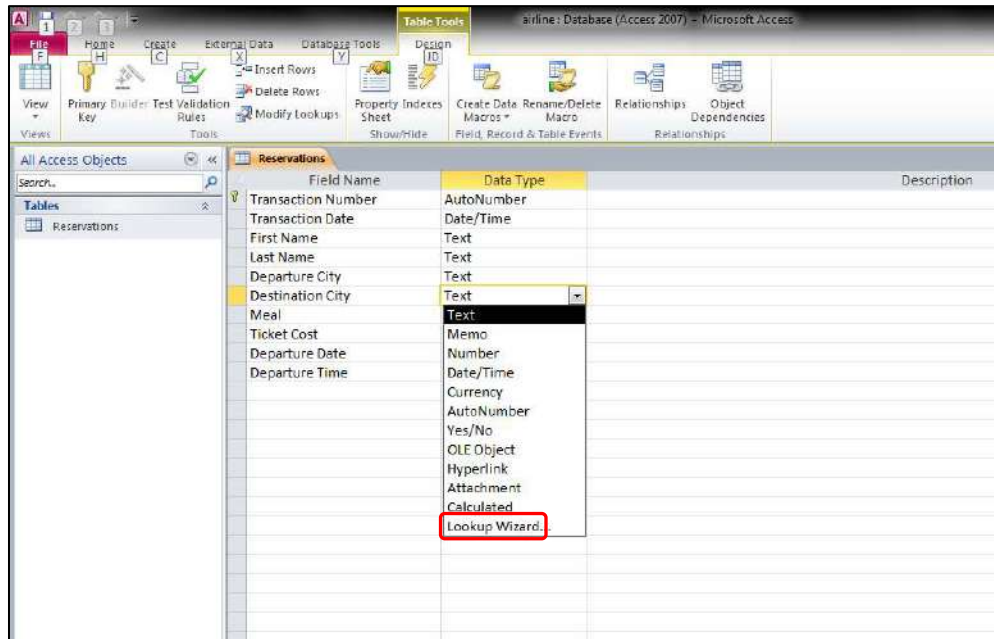 Table Tools
airline : Database (Access 2007) - Microsoft Access
1 2 3
File Home Create External Data Database Tools Design
F H C X Y JD
View
Primary Key
Builder
Test Validation Rules
Insert Rows
Delete Rows
Modify Lookups
Property Sheet
Indexes
Create Data Macros
Rename/Delete Macro
Relationships
Object Dependencies
Views
Tools
Show/Hide
Field, Record & Table Events
Relationships
All Access Objects
Search...
Tables
Reservations
Reservations
Field Name Data Type Description
Transaction Number AutoNumber
Transaction Date Date/Time
First Name Text
Last Name Text
Departure City Text
Destination City Text
Meal
Ticket Cost
Departure Date
Departure Time
Text
Memo
Number
Date/Time
Currency
AutoNumber
Yes/No
OLE Object
Hyperlink
Attachment
Calculated
Lookup Wizard...